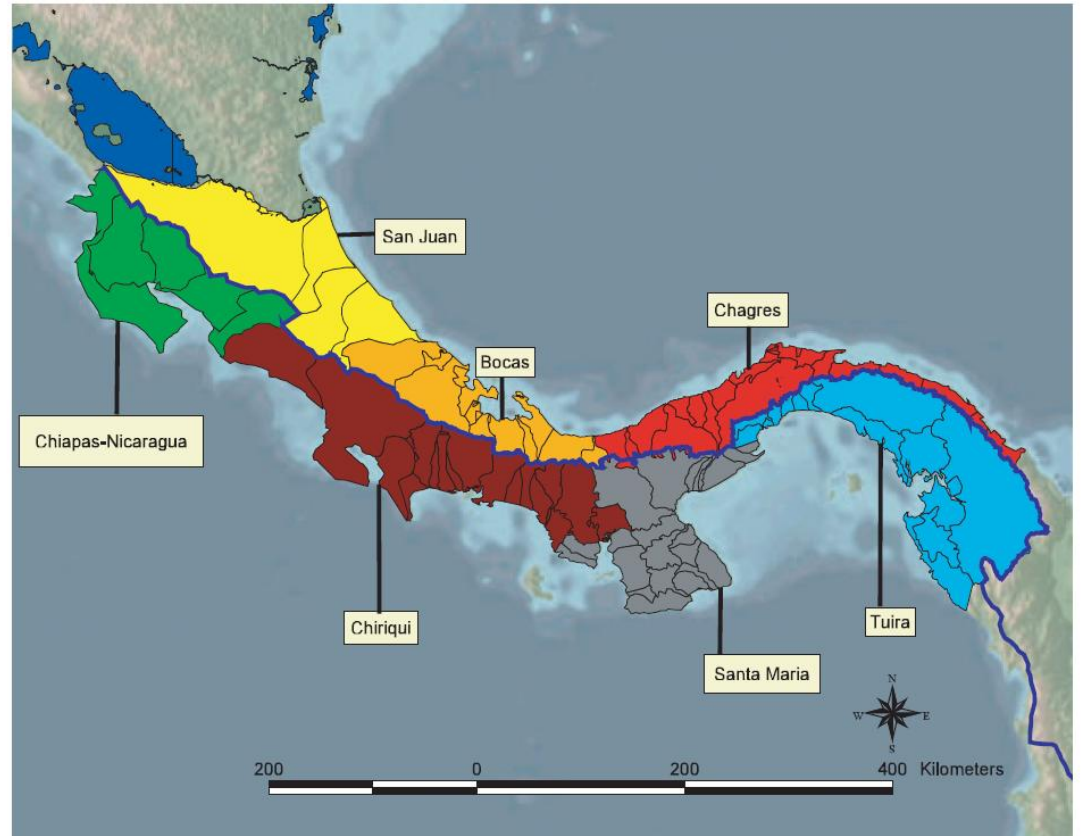 San Juan
Chagres
Bocas
Chiapas-Nicaragua
Chiriqui
Tuira
Santa Maria
N
W E
S
200 0 200 400 Kilometers